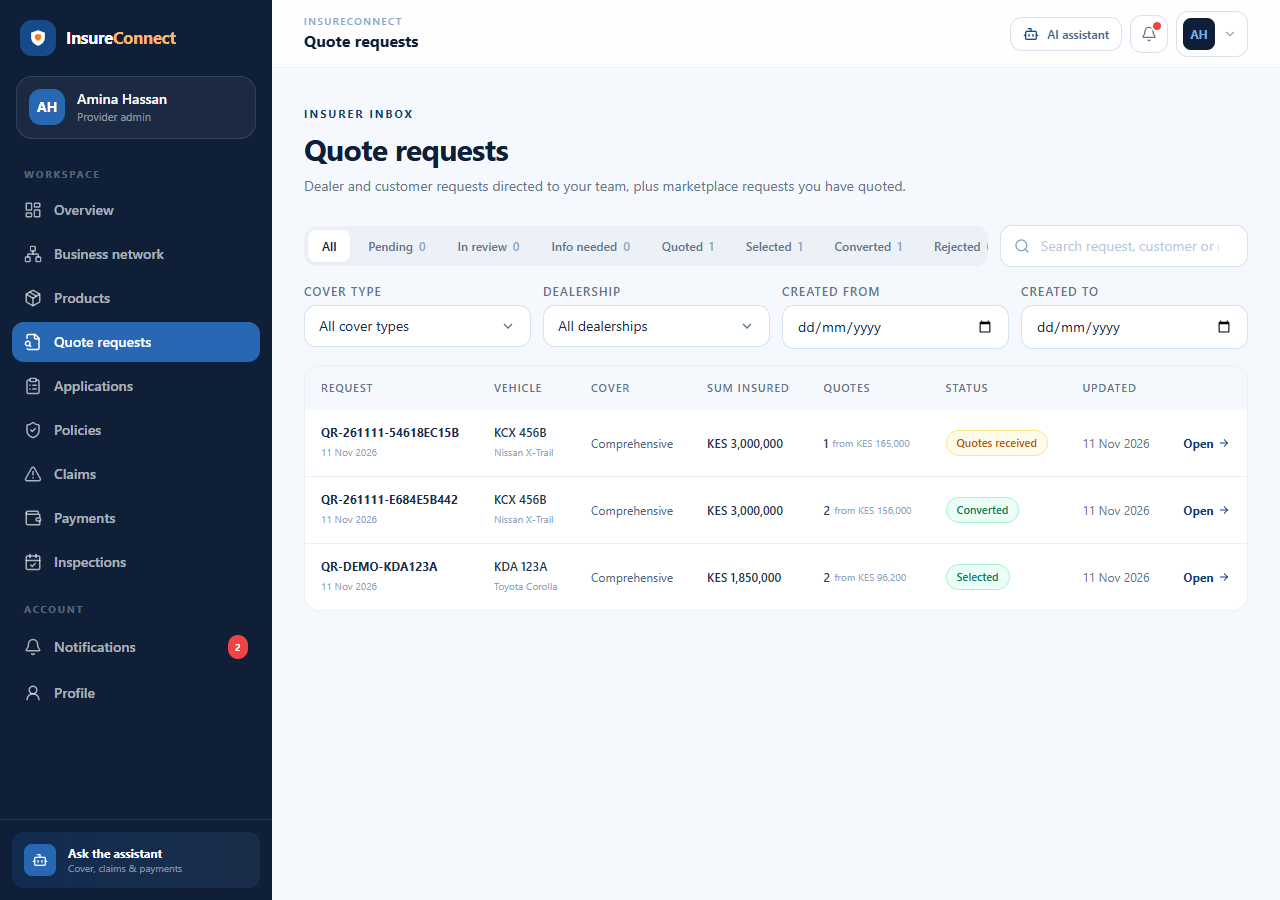 InsureConnect
AH
Amina Hassan
Provider admin
WORKSPACE
Overview
Business network
Products
Quote requests
Applications
Policies
Claims
Payments
Inspections
ACCOUNT
Notifications 2
Profile
Ask the assistant
Cover, claims & payments
INSURECONNECT
Quote requests
AI assistant
AH
INSURER INBOX
Quote requests
Dealer and customer requests directed to your team, plus marketplace requests you have quoted.
All Pending 0 In review 0 Info needed 0 Quoted 1 Selected 1 Converted 1 Rejected
Search request, customer or
COVER TYPE DEALERSHIP CREATED FROM CREATED TO
All cover types All dealerships dd/mm/yyyy dd/mm/yyyy
REQUEST VEHICLE COVER SUM INSURED QUOTES STATUS UPDATED
QR-261111-54618EC15B KCX 456B Comprehensive KES 3,000,000 1 from KES 165,000 Quotes received 11 Nov 2026 Open →
11 Nov 2026 Nissan X-Trail
QR-261111-E684E5B442 KCX 456B Comprehensive KES 3,000,000 2 from KES 156,000 Converted 11 Nov 2026 Open →
11 Nov 2026 Nissan X-Trail
QR-DEMO-KDA123A KDA 123A Comprehensive KES 1,850,000 2 from KES 96,200 Selected 11 Nov 2026 Open →
11 Nov 2026 Toyota Corolla